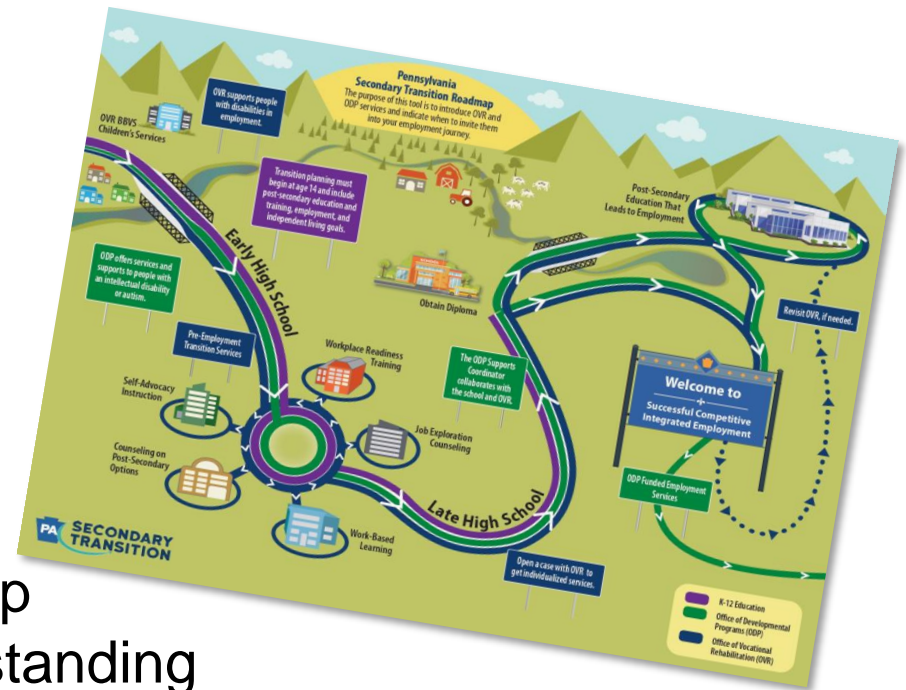 Pennsylvania
Secondary Transition Roadmap
The purpose of this tool is to introduce OVR and
ODP services and indicate when to invite them
into your employment journey.
OVR BBVS
Children's Services
OVR supports people
with disabilities in
employment.
Transition planning must
begin at age 14 and include
post-secondary education and
training, employment, and
independent living goals.
Post-Secondary
Education That
Leads to Employment
Early High School
ODP offers services and
supports to people with
an intellectual disability
or autism.
Obtain Diploma
Revisit OVR, if needed.
Pre-Employment
Transition Services
Workplace Readiness
Training
The ODP Supports
Coordinator
collaborates with
the school and OVR.
Welcome to
Successful Competitive
Integrated Employment
Self-Advocacy
Instruction
Job Exploration
Counseling
Counseling on
Post-Secondary
Options
ODP Funded Employment
Services
Late High School
Work-Based
Learning
Open a case with OVR to
get individualized services.
PA SECONDARY
TRANSITION
K-12 Education
Office of Developmental
Programs (ODP)
Office of Vocational
Rehabilitation (OVR)
p
standing